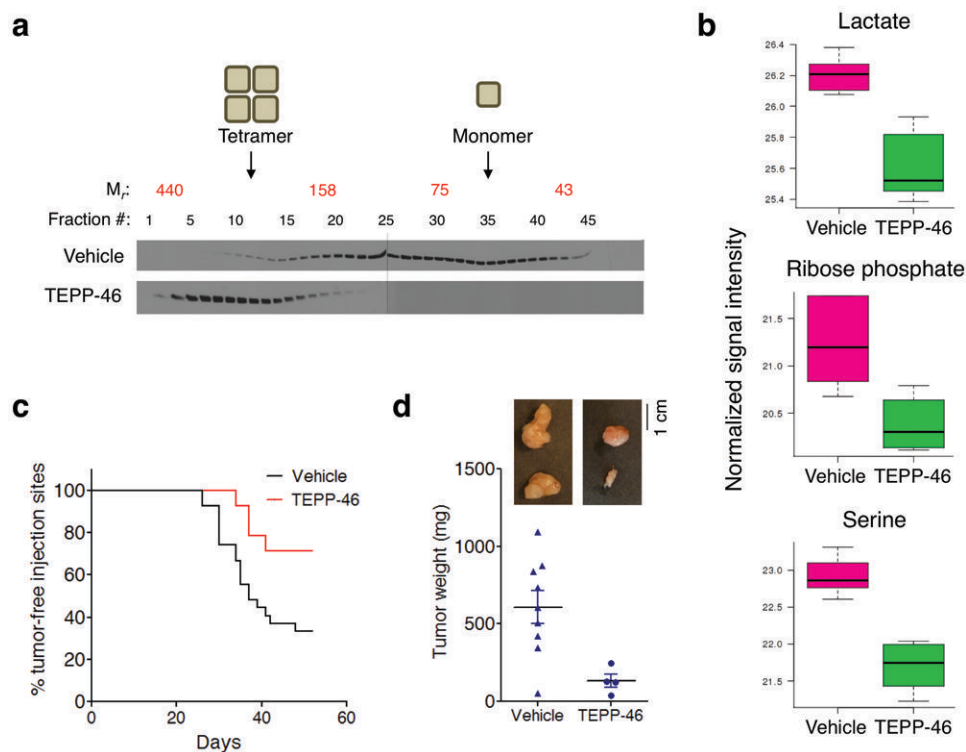 a
Tetramer
Monomer
Mr: 440 158 75 43
Fraction #: 1 5 10 15 20 25 30 35 40 45
Vehicle
TEPP-46
b
Normalized signal intensity
Lactate
26.4
26.2
25.8
25.6
25.4
Vehicle TEPP-46
Ribose phosphate
21.5
21.0
20.5
Vehicle TEPP-46
Serine
23.0
22.5
22.0
21.5
Vehicle TEPP-46
c
% tumor-free injection sites
100
80
60
40
20
0
Vehicle
TEPP-46
0 20 40 60
Days
d
1 cm
Tumor weight (mg)
1500
1000
500
0
Vehicle TEPP-46